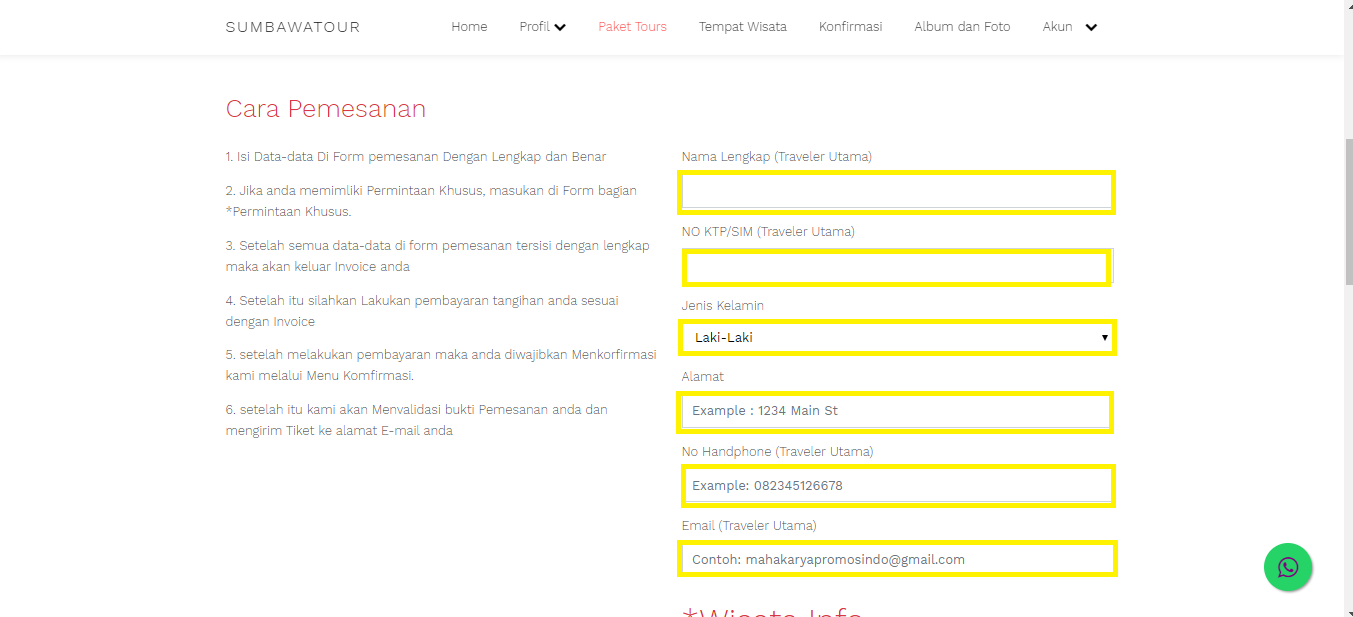 SUMBAWATOUR
Home Profil Paket Tours Tempat Wisata Konfirmasi Album dan Foto Akun
Cara Pemesanan
1. Isi Data-data Di Form pemesanan Dengan Lengkap dan Benar
2. Jika anda memimliki Permintaan Khusus, masukan di Form bagian
*Permintaan Khusus.
3. Setelah semua data-data di form pemesanan tersisi dengan lengkap
maka akan keluar Invoice anda
4. Setelah itu silahkan Lakukan pembayaran tangihan anda sesuai
dengan Invoice
5. setelah melakukan pembayaran maka anda diwajibkan Menkorfirmasi
kami melalui Menu Komfirmasi.
6. setelah itu kami akan Menvalidasi bukti Pemesanan anda dan
mengirim Tiket ke alamat E-mail anda
Nama Lengkap (Traveler Utama)
NO KTP/SIM (Traveler Utama)
Jenis Kelamin
Laki-Laki
Alamat
Example : 1234 Main St
No Handphone (Traveler Utama)
Example: 082345126678
Email (Traveler Utama)
Contoh: mahakaryapromosindo@gmail.com
*Wisata Info